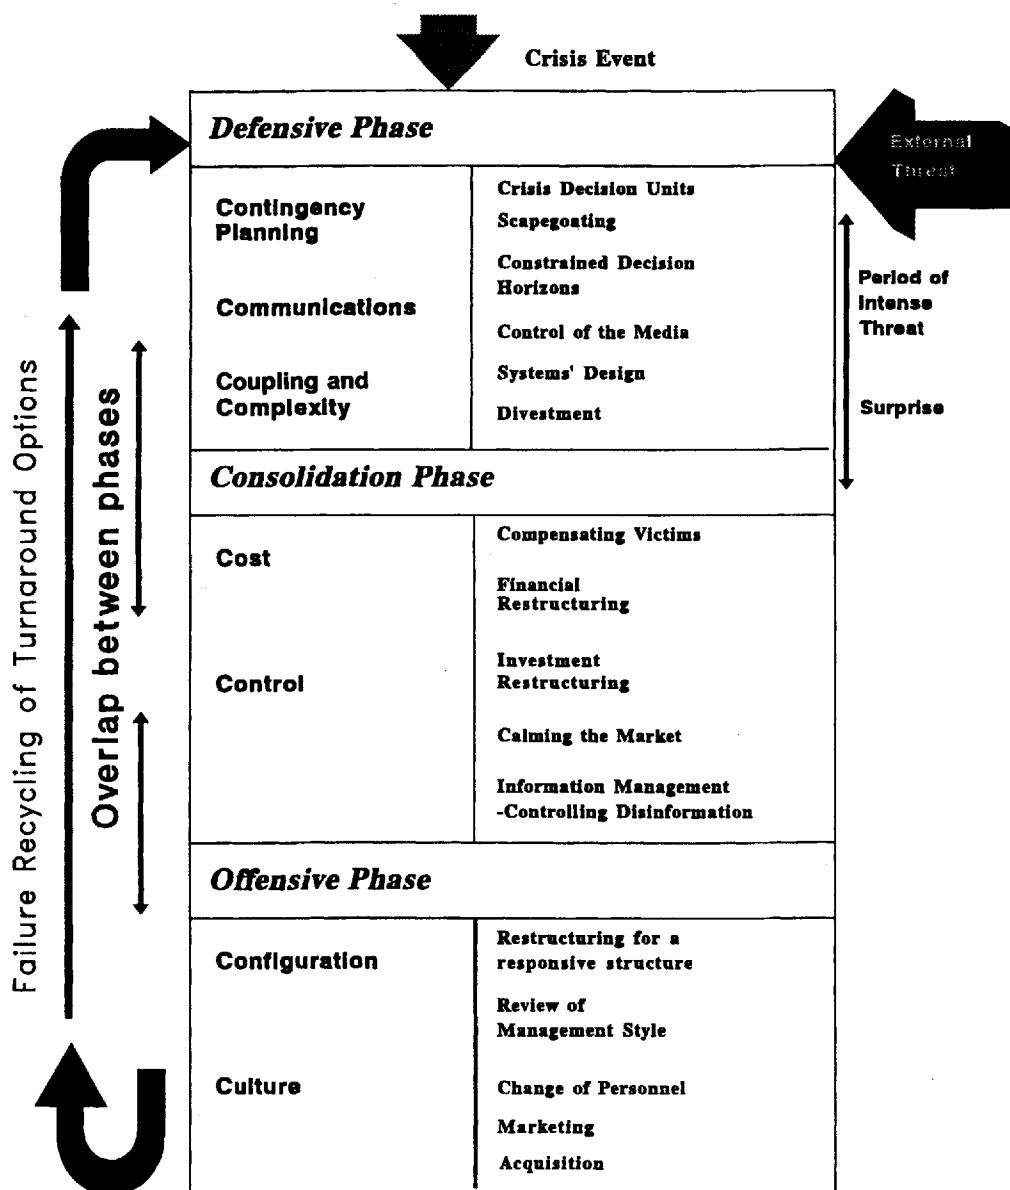 Crisis Event
Defensive Phase
External
Threat
Contingency
Planning
Communications
Coupling and
Complexity
Crisis Decision Units
Scapegoating
Constrained Decision
Horizons
Control of the Media
Systems' Design
Divestment
Period of
Intense
Threat
Surprise
Consolidation Phase
Cost
Control
Compensating Victims
Financial
Restructuring
Investment
Restructuring
Calming the Market
Information Management
-Controlling Disinformation
Offensive Phase
Configuration
Culture
Restructuring for a
responsive structure
Review of
Management Style
Change of Personnel
Marketing
Acquisition
Failure Recycling of Turnaround Options
Overlap between phases